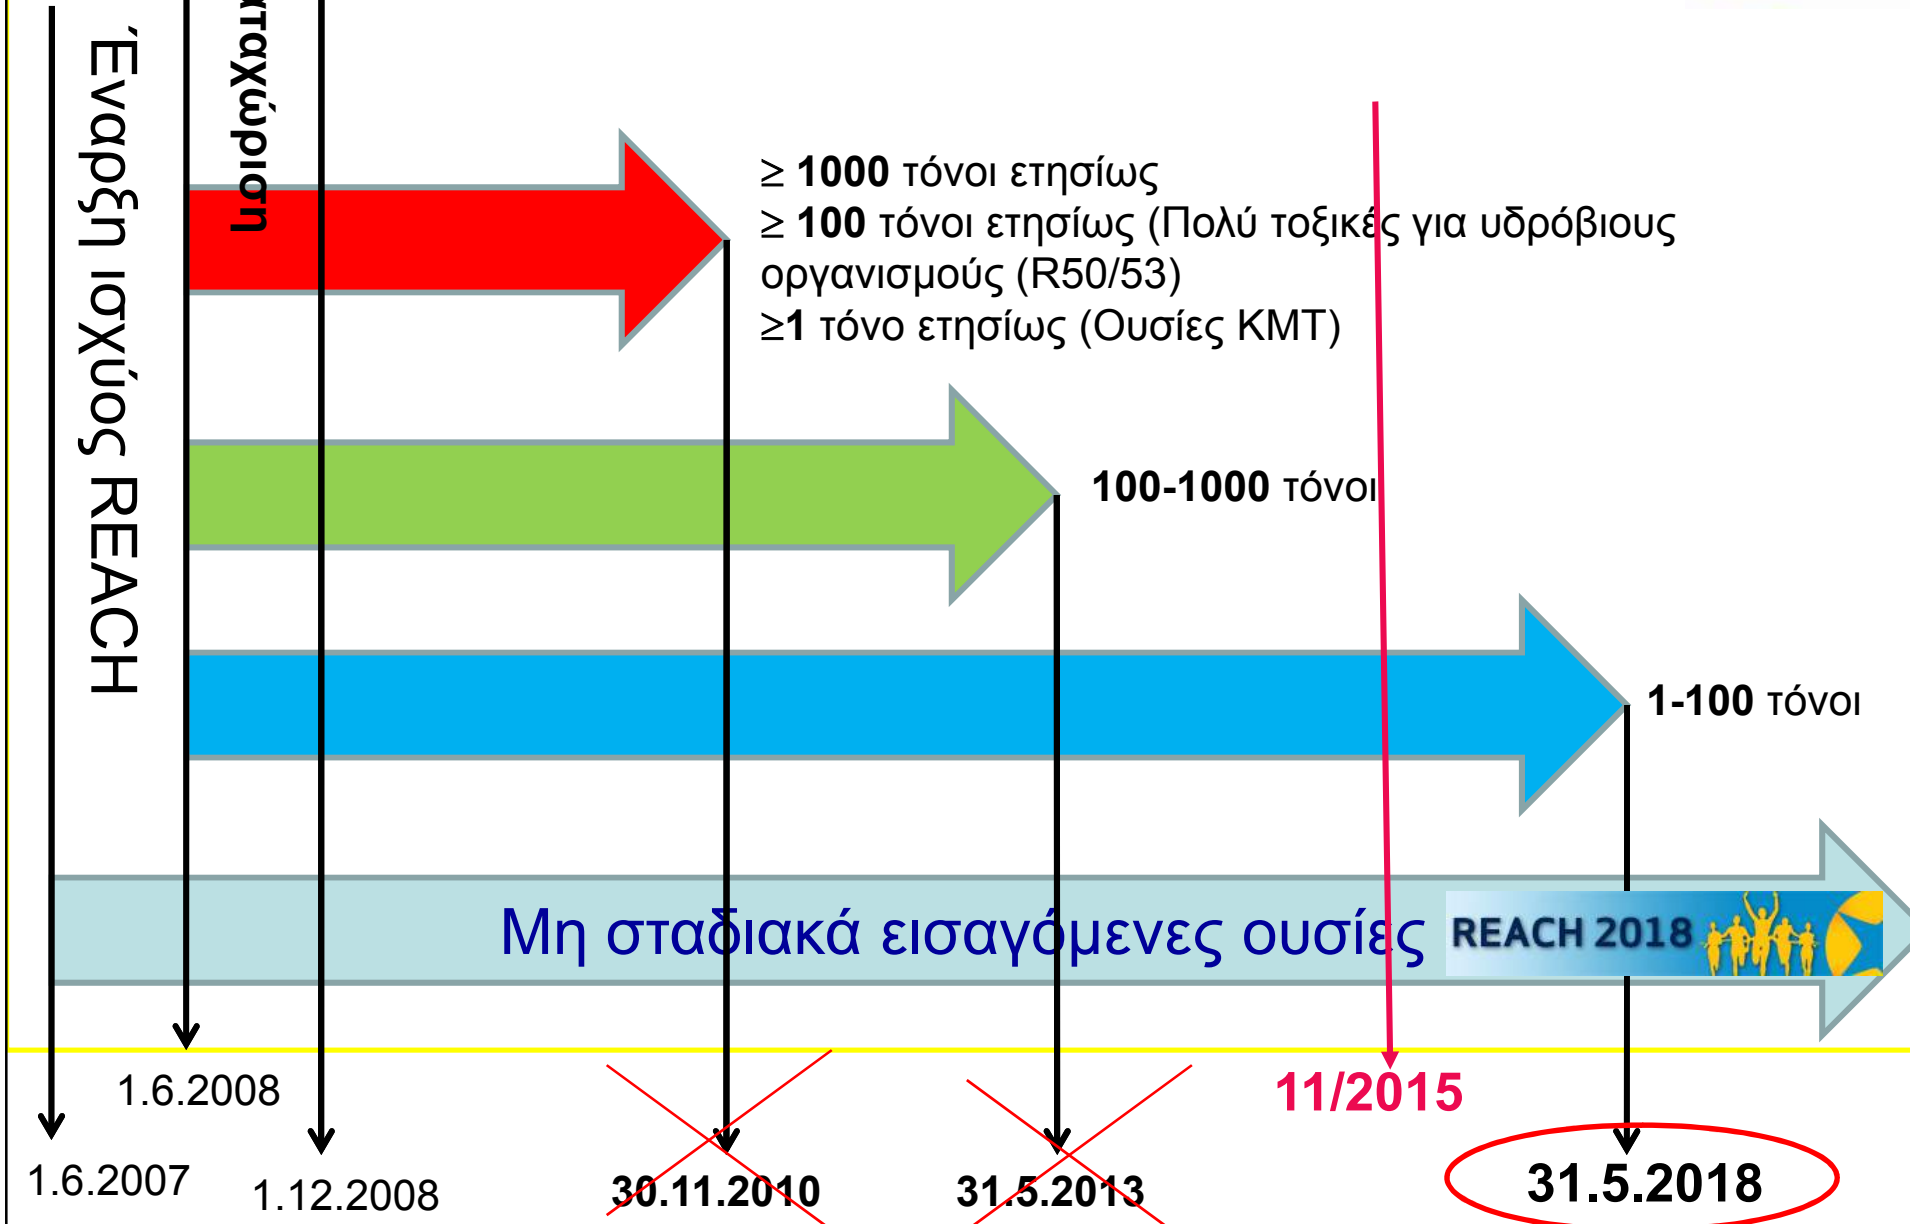 Έναρξη ισχύος REACH
≥ 1000 τόνοι ετησίως
≥ 100 τόνοι ετησίως (Πολύ τοξικές για υδρόβιους
οργανισμούς (R50/53)
≥1 τόνο ετησίως (Ουσίες ΚΜΤ)
100-1000 τόνοι
1-100 τόνοι
Μη σταδιακά εισαγόμενες ουσίες
REACH 2018
1.6.2008
11/2015
1.6.2007
1.12.2008
30.11.2010
31.5.2013
31.5.2018